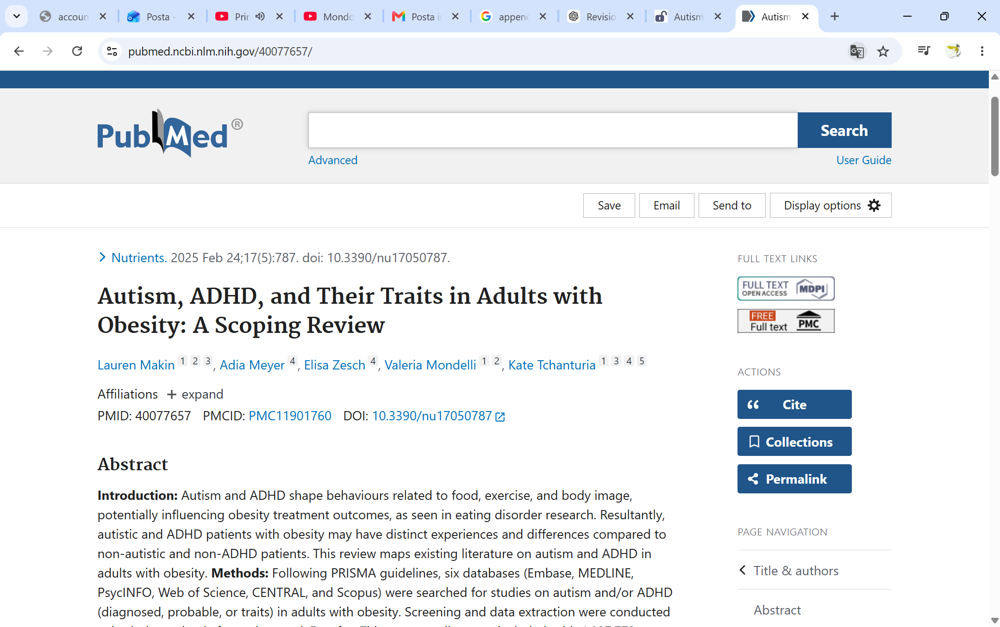 accoun
Posta -
Prin
Mondo
Posta i
appenc
Revisio
Autism
Autism
pubmed.ncbi.nlm.nih.gov/40077657/
PubMed®
Search
Advanced
User Guide
Save
Email
Send to
Display options
Nutrients. 2025 Feb 24;17(5):787. doi: 10.3390/nu17050787.
Autism, ADHD, and Their Traits in Adults with
Obesity: A Scoping Review
Lauren Makin 1 2 3, Adia Meyer 4, Elisa Zesch 4, Valeria Mondelli 1 2, Kate Tchanturia 1 3 4 5
Affiliations + expand
PMID: 40077657 PMCID: PMC11901760 DOI: 10.3390/nu17050787
Abstract
Introduction: Autism and ADHD shape behaviours related to food, exercise, and body image,
potentially influencing obesity treatment outcomes, as seen in eating disorder research. Resultantly,
autistic and ADHD patients with obesity may have distinct experiences and differences compared to
non-autistic and non-ADHD patients. This review maps existing literature on autism and ADHD in
adults with obesity. Methods: Following PRISMA guidelines, six databases (Embase, MEDLINE,
PsycINFO, Web of Science, CENTRAL, and Scopus) were searched for studies on autism and/or ADHD
(diagnosed, probable, or traits) in adults with obesity. Screening and data extraction were conducted
FULL TEXT LINKS
FULL TEXT
OPEN ACCESS
MDPI
FREE
Full text
PMC
ACTIONS
Cite
Collections
Permalink
PAGE NAVIGATION
Title & authors
Abstract